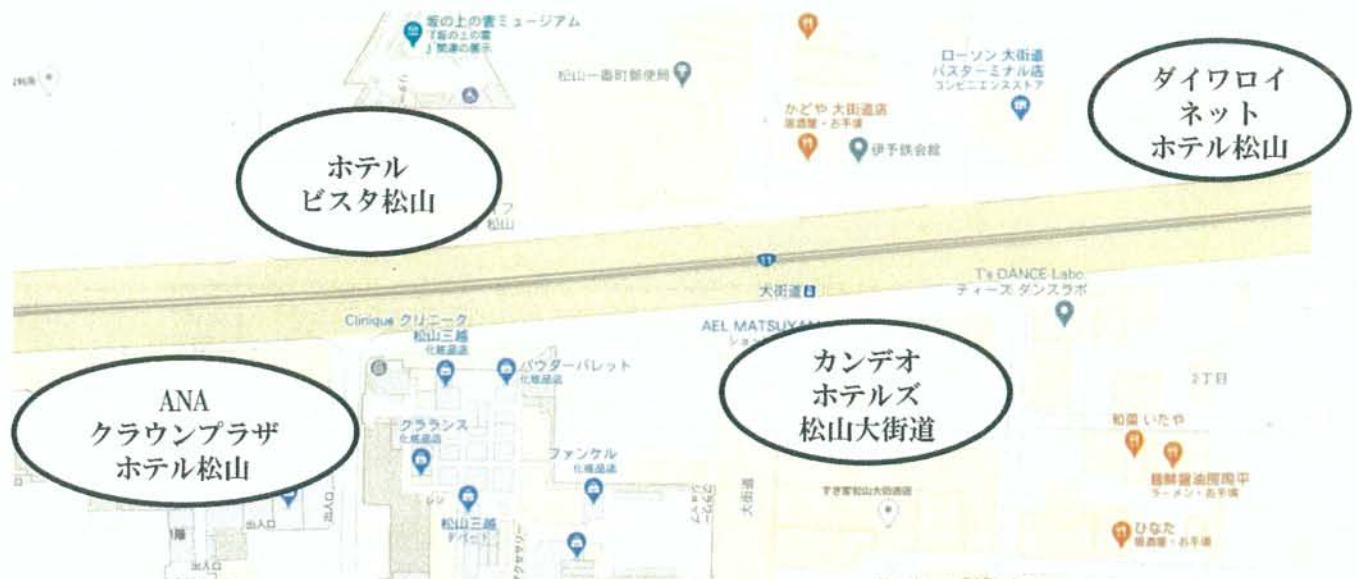 坂の上の雲ミュージアム
『坂の上の雲
』関連の展示
松山一番町郵便局
ローソン 大街道
バスターミナル店
コンビニエンスストア
かどや 大街道店
居酒屋・お手頃
伊予鉄会館
ダイワロイ
ネット
ホテル松山
ホテル
ビスタ松山
松山
11
大街道
T's DANCE Labo.
ティーズ ダンスラボ
Clinique クリニーク
松山三越
化粧品店
パウダーパレット
化粧品店
AEL MATSUYAM
カンデオ
ホテルズ
松山大街道
2丁目
ANA
クラウンプラザ
ホテル松山
クラランス
化粧品店
ファンケル
化粧品店
和菜 いたや
ラーメン・お手頃
松山三越
デパート
大街道
すき家松山大街道店
ひなた
居酒屋・お手頃
出入口
出入口
出入口